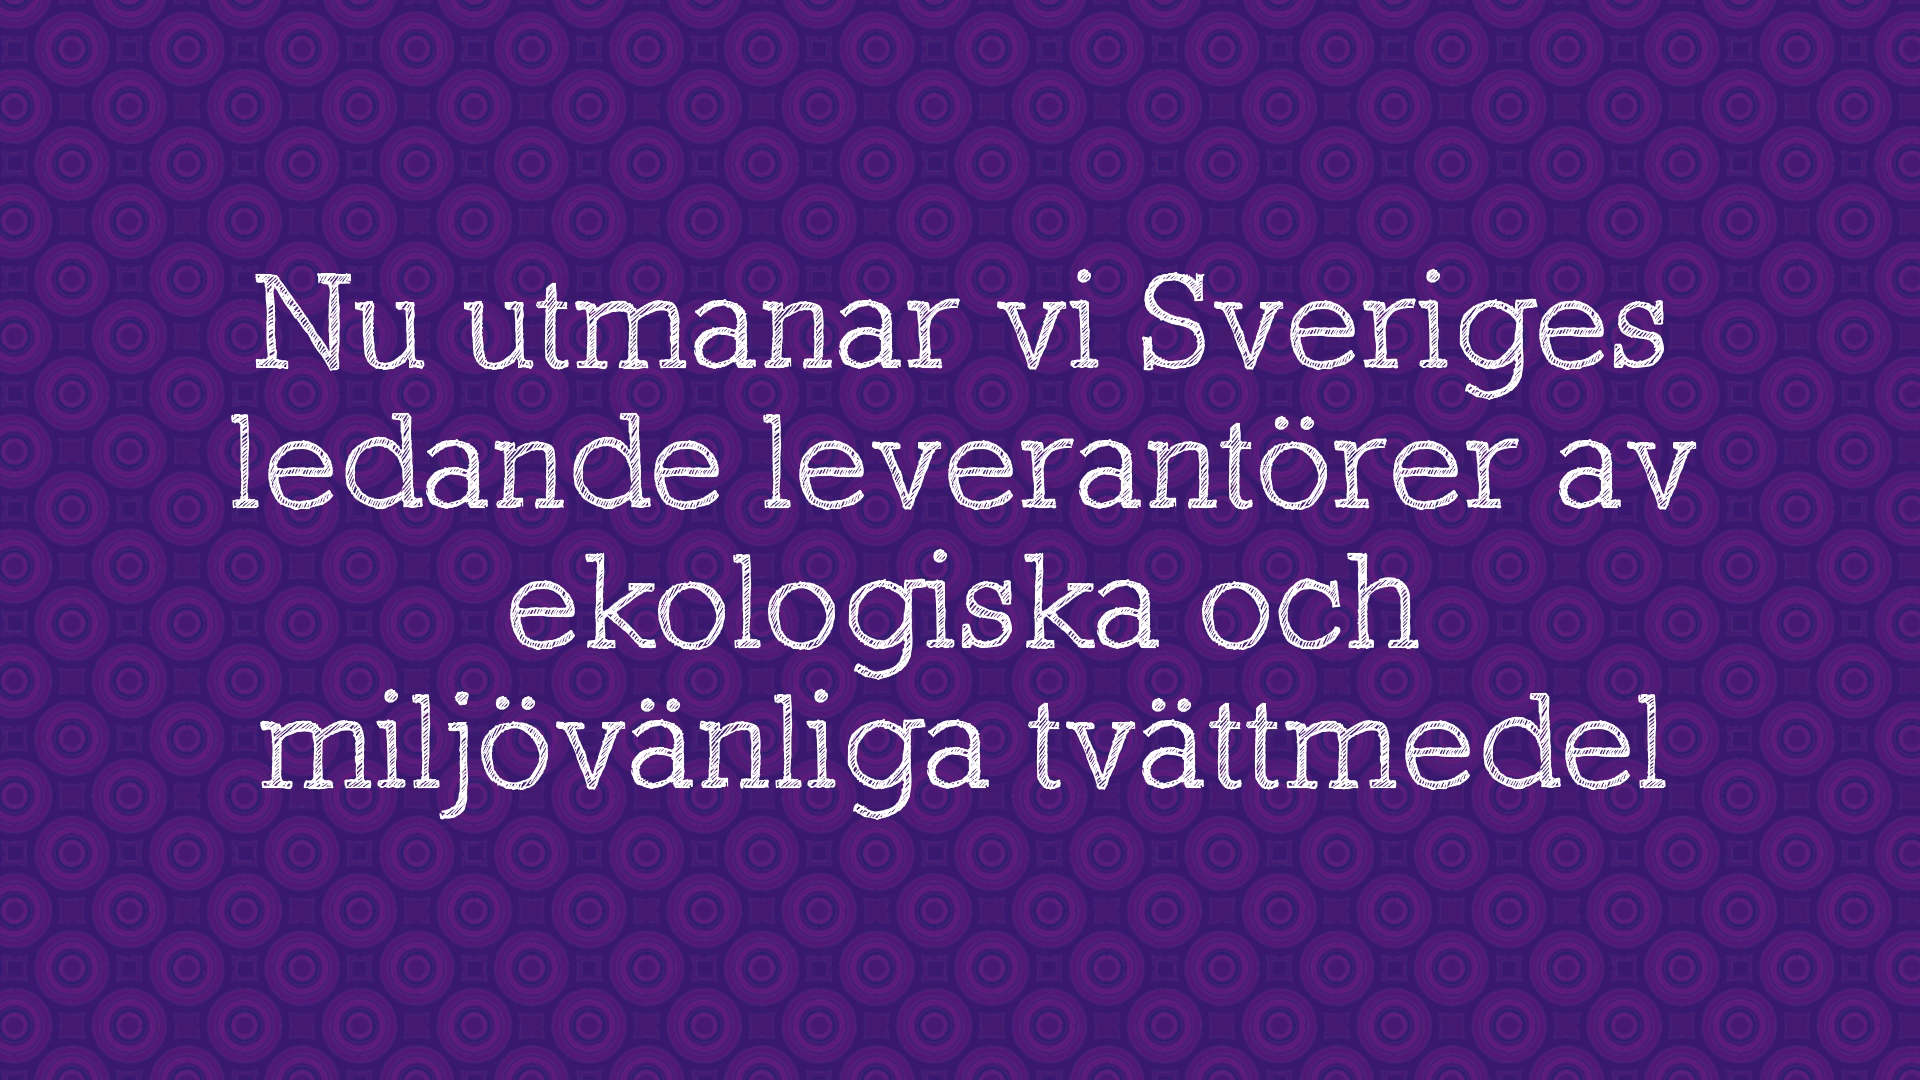 Nu utmanar vi Sveriges
ledande leverantörer av
ekologiska och
miljövänliga tvättmedel